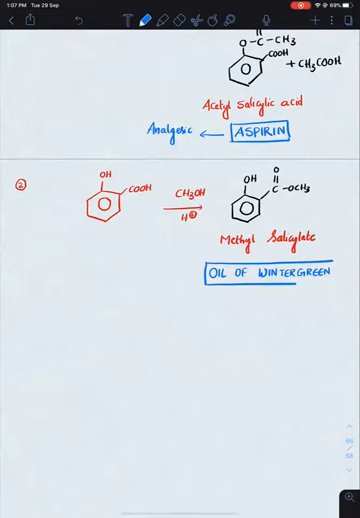 1:07 PM Tue 29 Sep
69%
O-C-CH3
COOH
+ CH3COOH
Acetyl Salicylic acid
Analgesic ← ASPIRIN
②
OH
COOH
CH3OH
H⊕
OH
O
C-OCH3
Methyl Salicylate
OIL OF WINTERGREEN
66
/
68